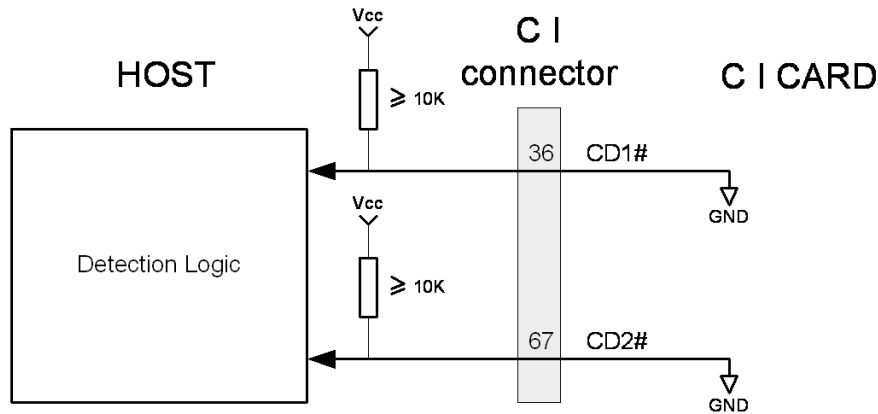 Vcc
C I
connector
HOST
C I CARD
⩾ 10K
36
CD1#
GND
Vcc
Detection Logic
⩾ 10K
67
CD2#
GND